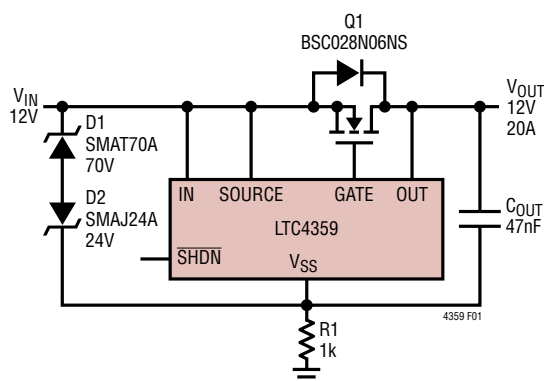 Q1
BSC028N06NS
VIN
12V
VOUT
12V
20A
D1
SMAT70A
70V
D2
SMAJ24A
24V
IN SOURCE GATE OUT
LTC4359
SHDN
VSS
COUT
47nF
4359 F01
R1
1k